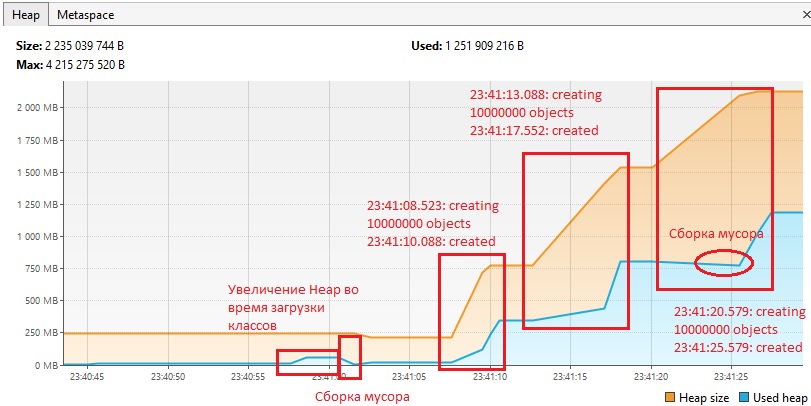 Heap Metaspace ×
Size: 2 235 039 744 B Used: 1 251 909 216 B
Max: 4 215 275 520 B
2 000 MB
1 750 MB
1 500 MB
1 250 MB
1 000 MB
750 MB
500 MB
250 MB
0 MB
23:41:13.088: creating
10000000 objects
23:41:17.552: created
23:41:08.523: creating
10000000 objects
23:41:10.088: created
Сборка мусора
Увеличение Heap во
время загрузки
классов
23:41:20.579: creating
10000000 objects
23:41:25.579: created
23:40:45 23:40:50 23:40:55 23:41:00 23:41:05 23:41:10 23:41:15 23:41:20 23:41:25
Сборка мусора
Heap size Used heap